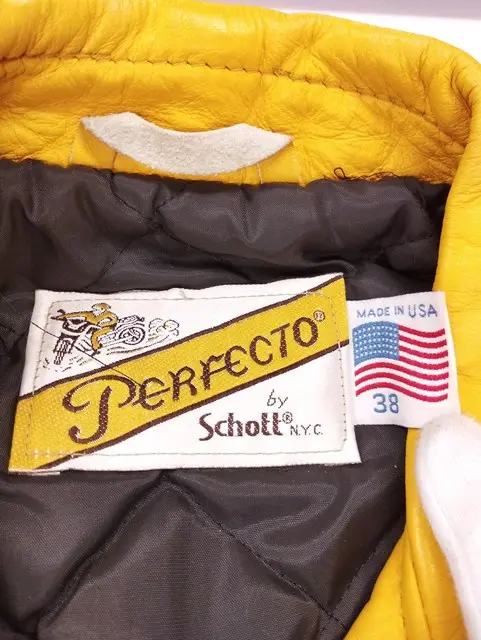 PERFECTO®
by
Schott® N.Y.C.
MADE IN USA
38